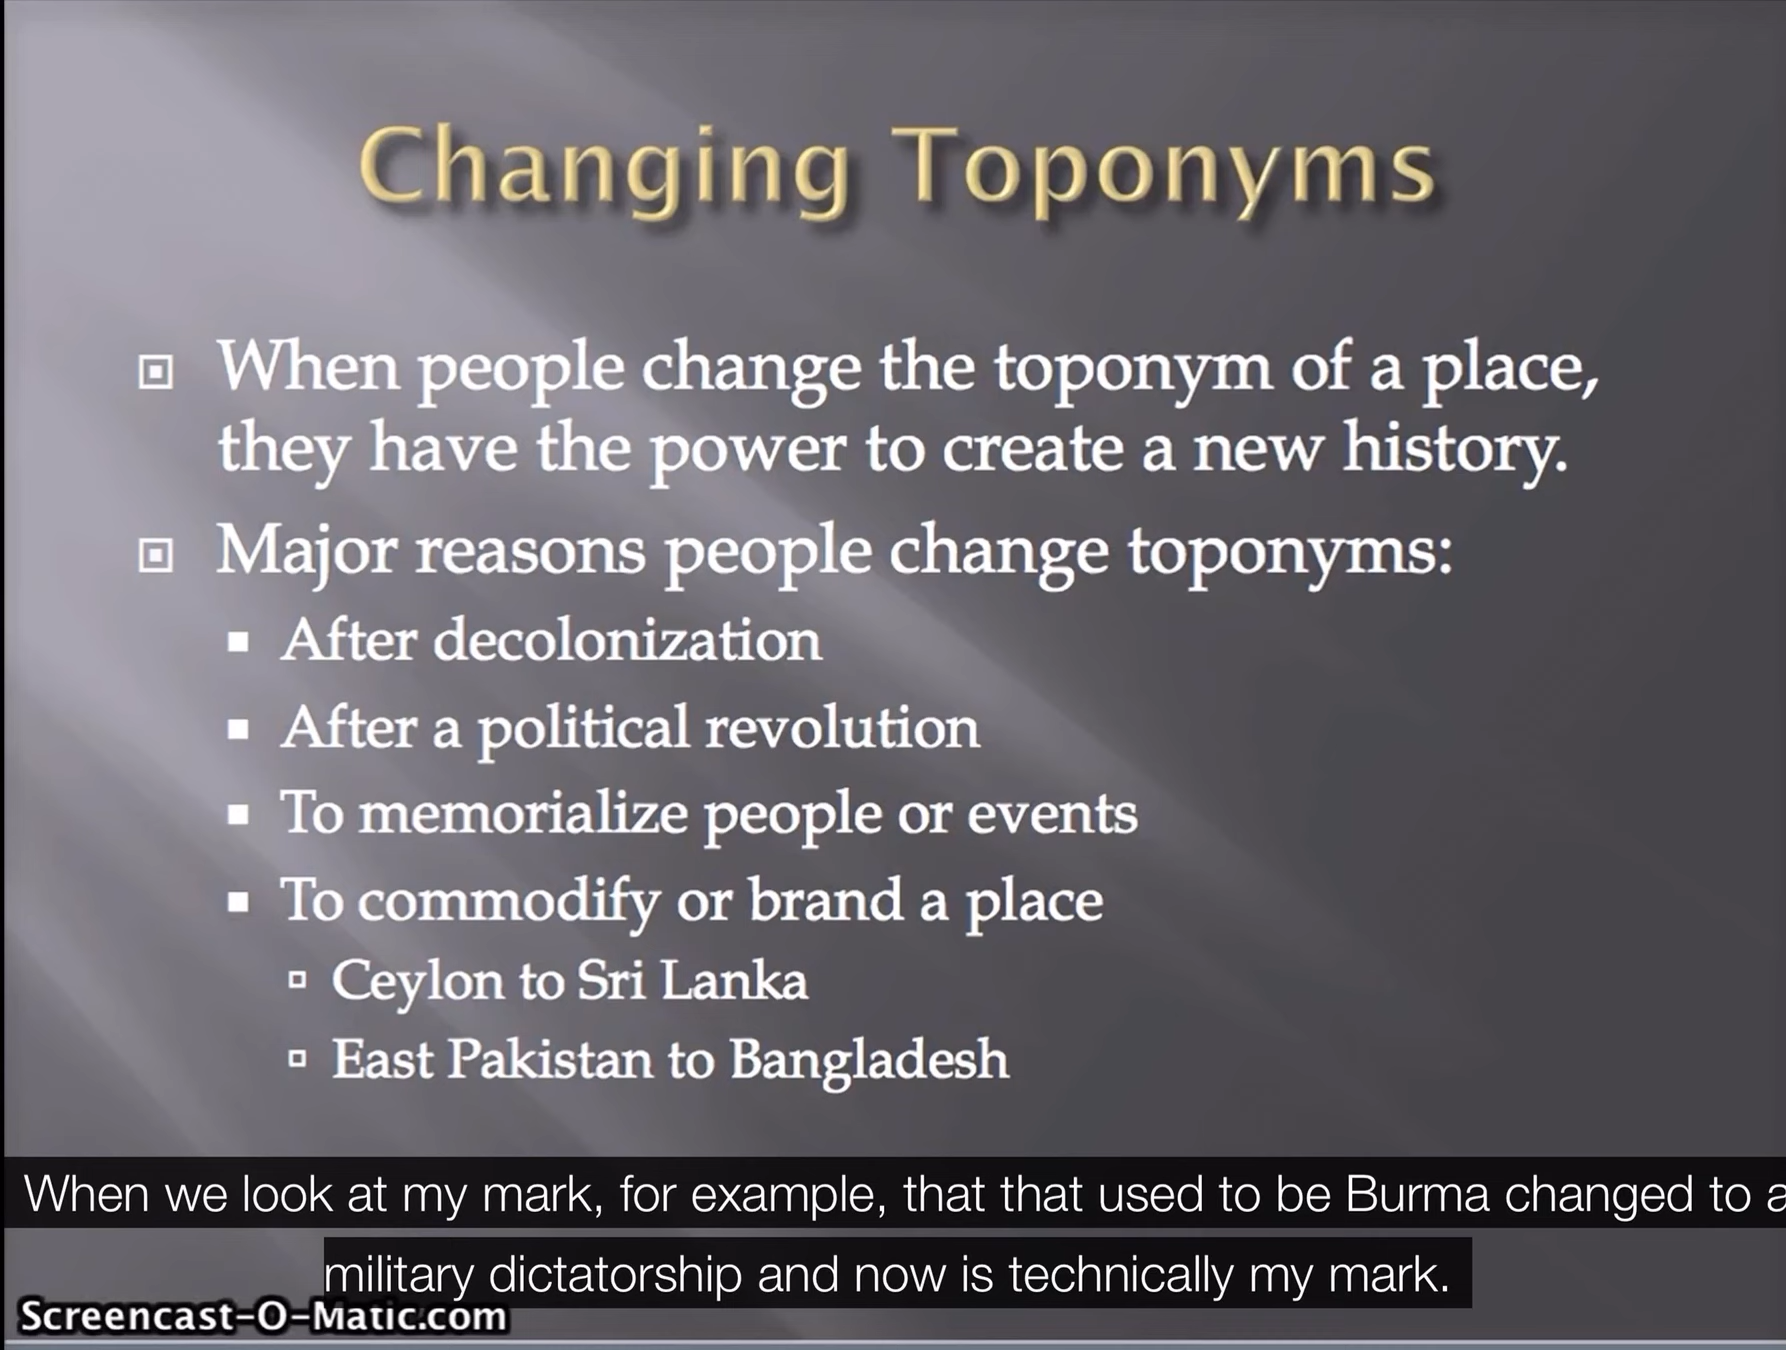 Changing Toponyms
When people change the toponym of a place,
they have the power to create a new history.
Major reasons people change toponyms:
After decolonization
After a political revolution
To memorialize people or events
To commodify or brand a place
Ceylon to Sri Lanka
East Pakistan to Bangladesh
When we look at my mark, for example, that that used to be Burma changed to a
military dictatorship and now is technically my mark.
Screencast-O-Matic.com